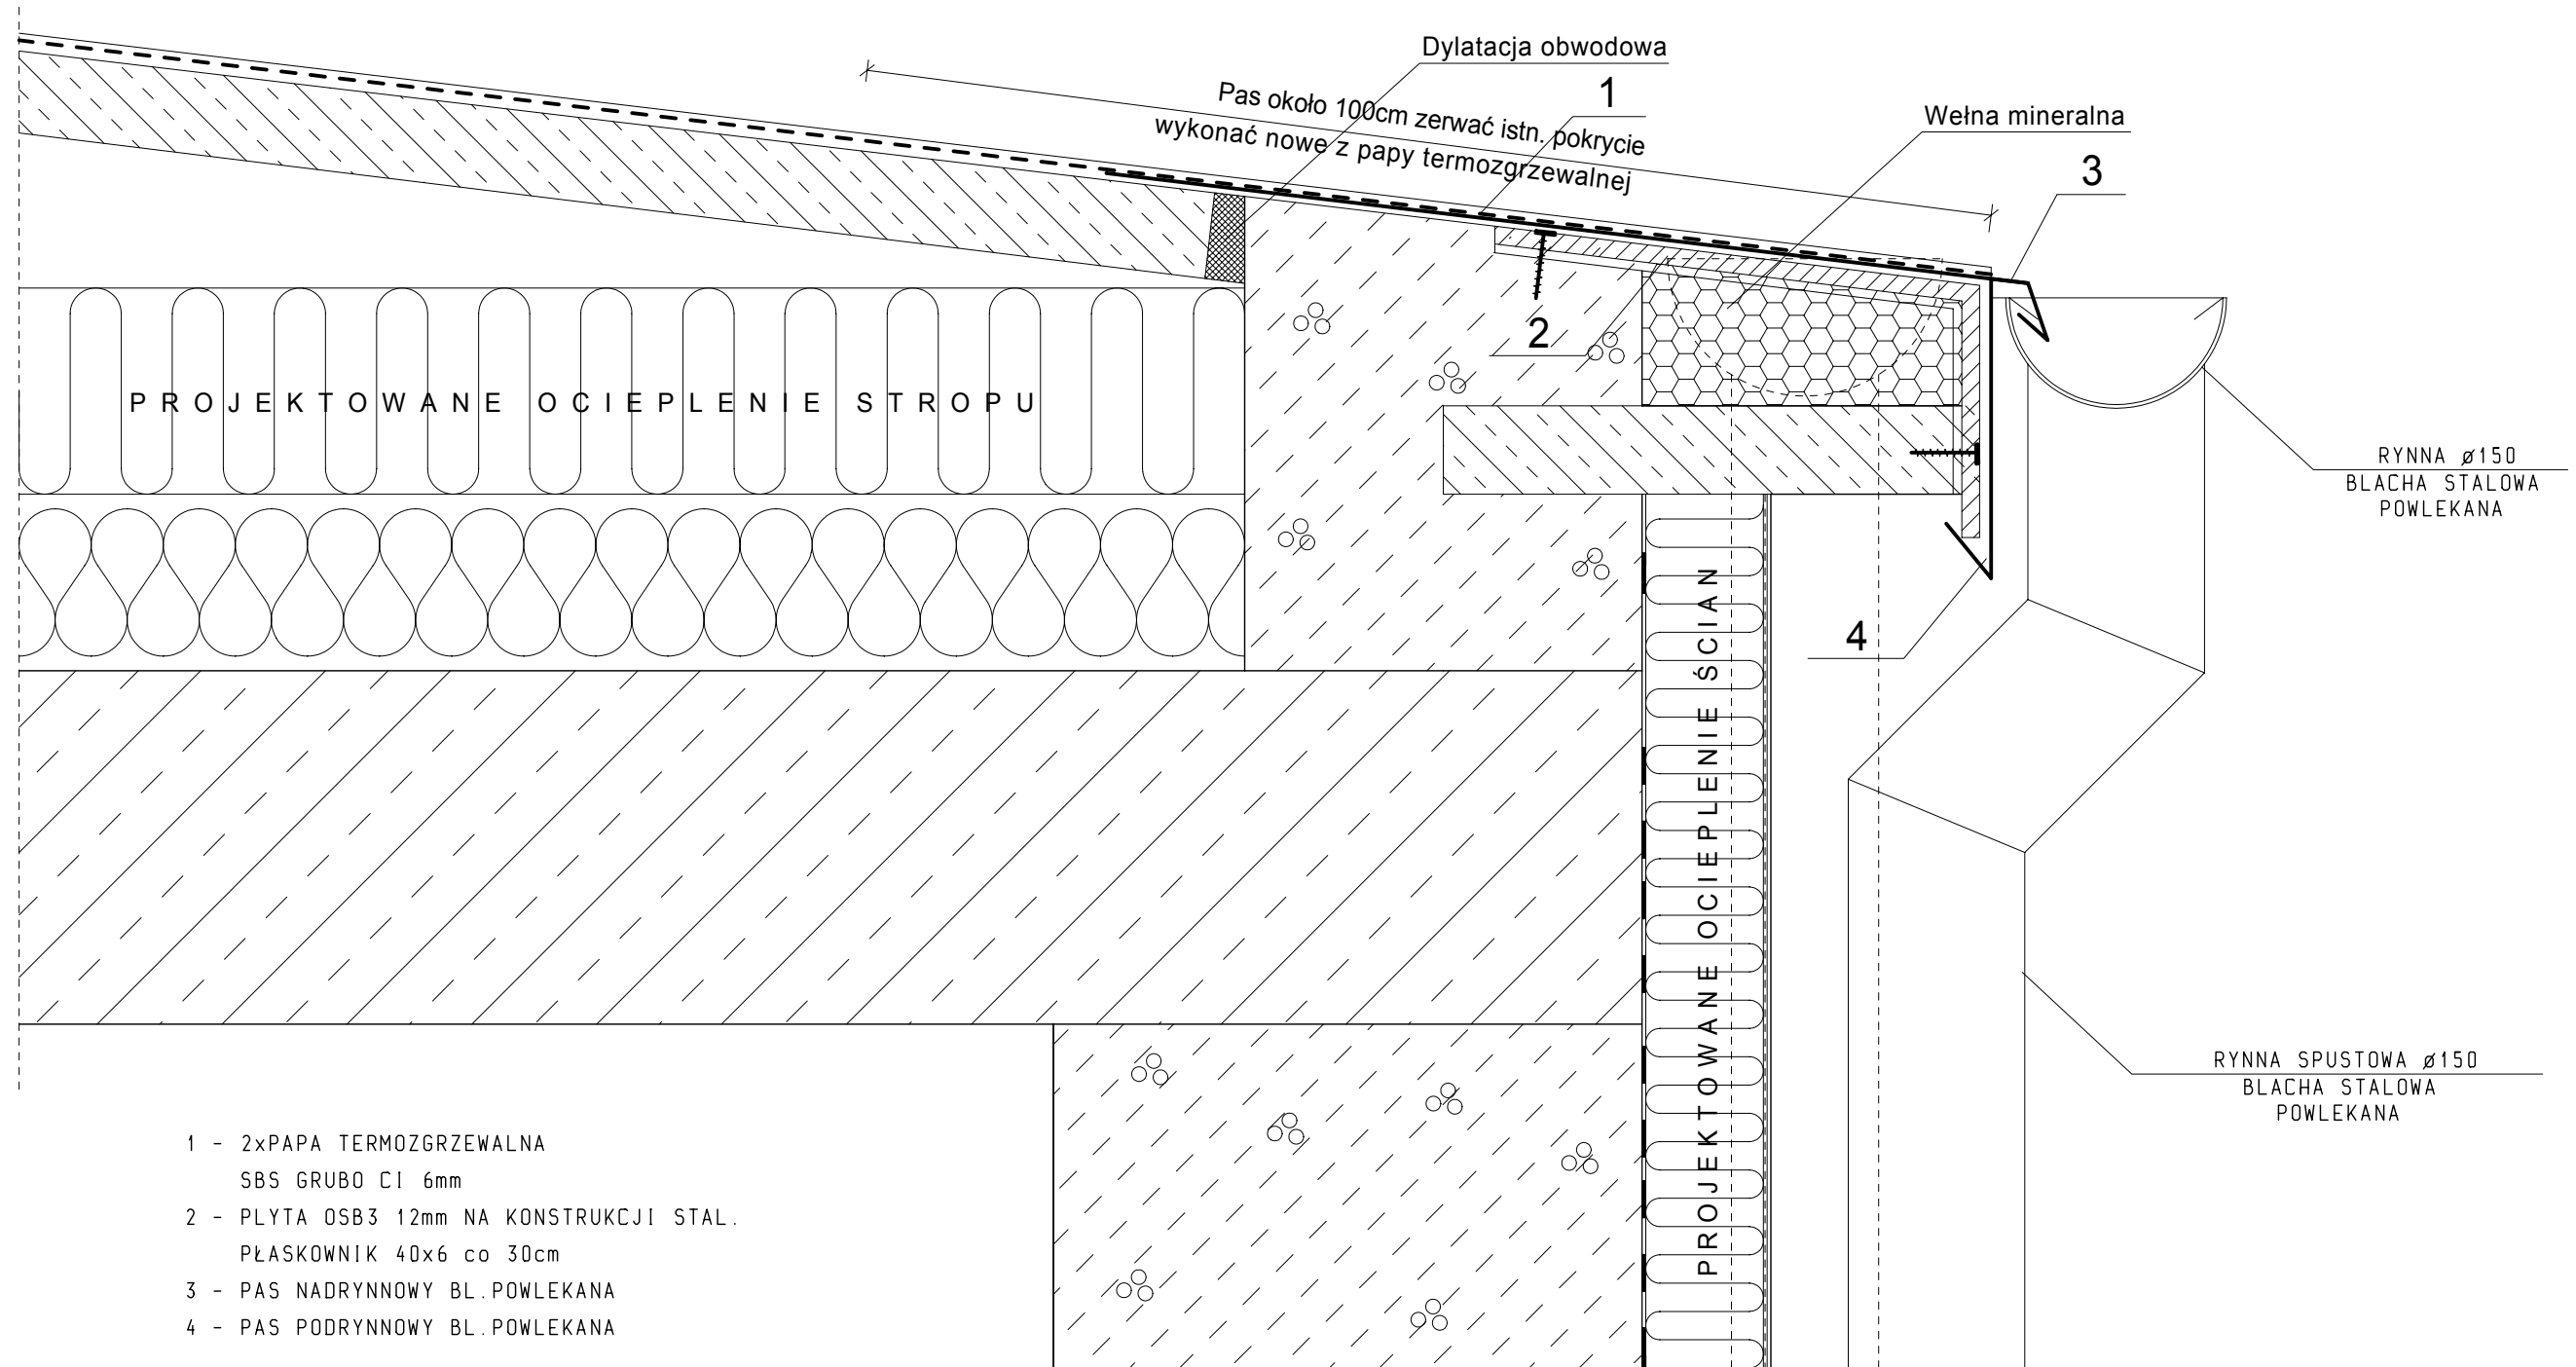 Dylatacja obwodowa
1
Pas około 100cm zerwać istn. pokrycie
wykonać nowe z papy termozgrzewalnej
Wełna mineralna
3
2
PROJEKTOWANE OCIEPLENIE STROPU
RYNNA ø150
BLACHA STALOWA
POWLEKANA
4
PROJEKTOWANE OCIEPLENIE ŚCIAN
RYNNA SPUSTOWA ø150
BLACHA STALOWA
POWLEKANA
1 - 2xPAPA TERMOZGRZEWALNA
SBS GRUBO CI 6mm
2 - PLYTA OSB3 12mm NA KONSTRUKCJI STAL.
PŁASKOWNIK 40x6 co 30cm
3 - PAS NADRYNNOWY BL.POWLEKANA
4 - PAS PODRYNNOWY BL.POWLEKANA